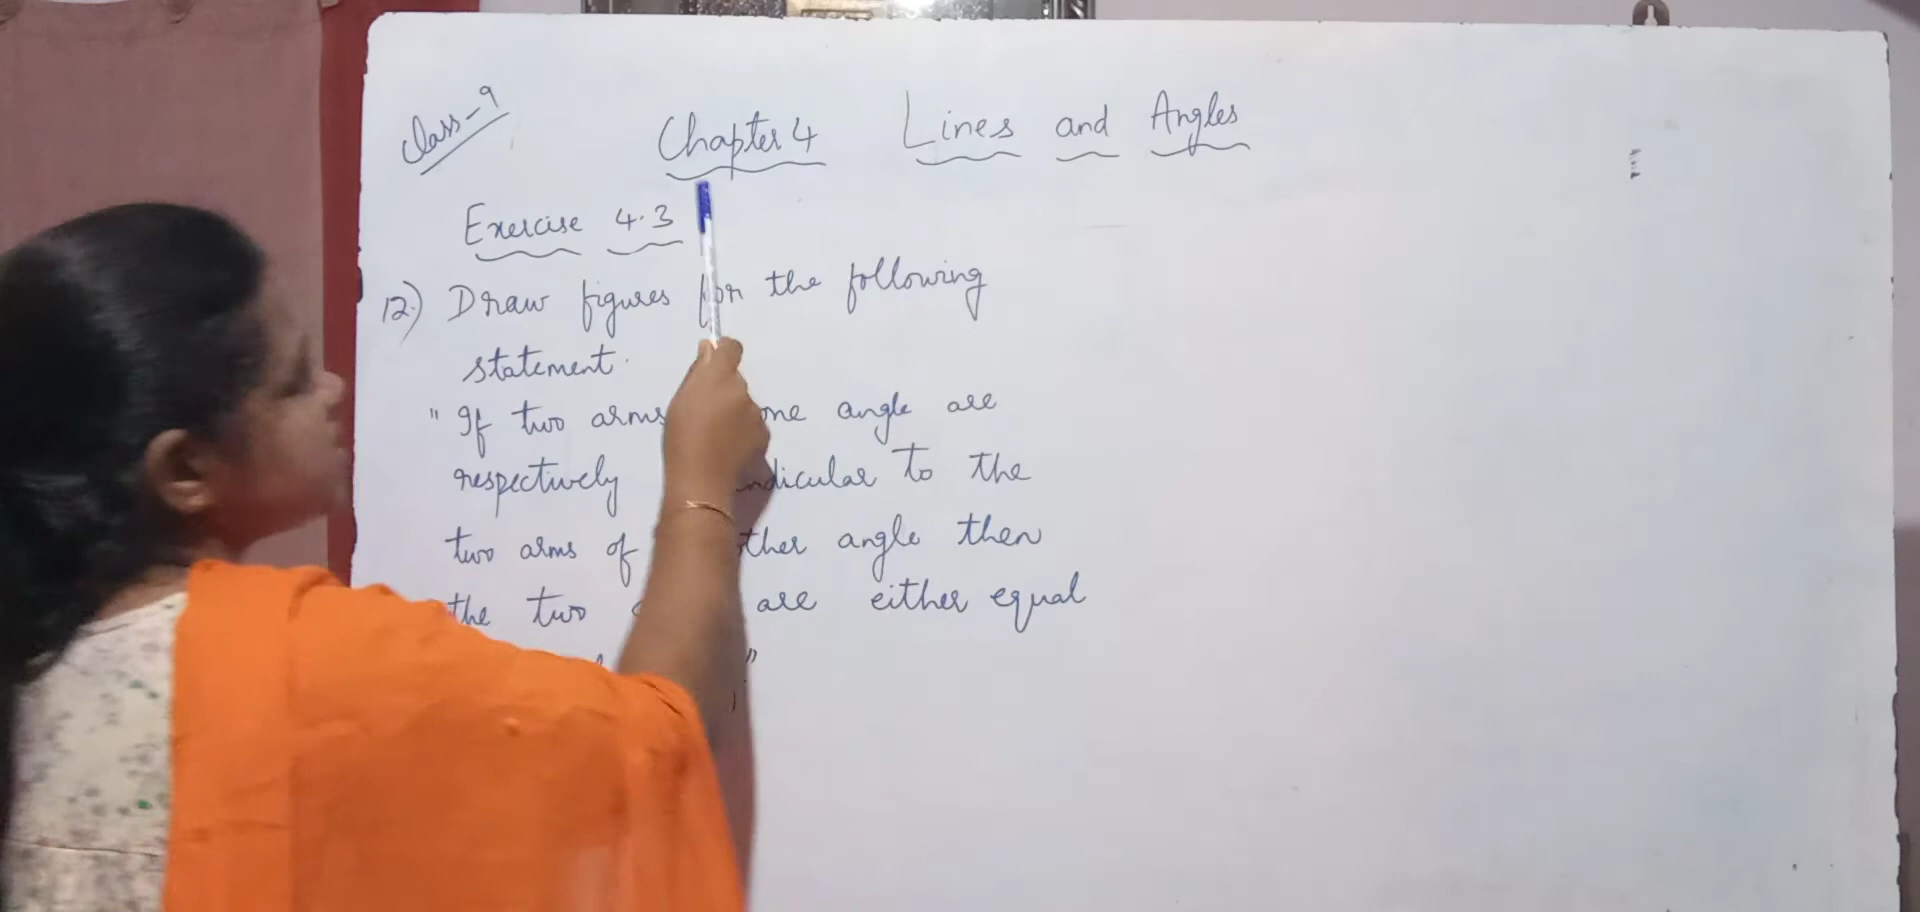 Class-9
Chapter 4 Lines and Angles
Exercise 4.3
12.) Draw figures for the following
statement.
"If two arms one angle are
respectively to the
two arms of angle then
the two are either equal
"